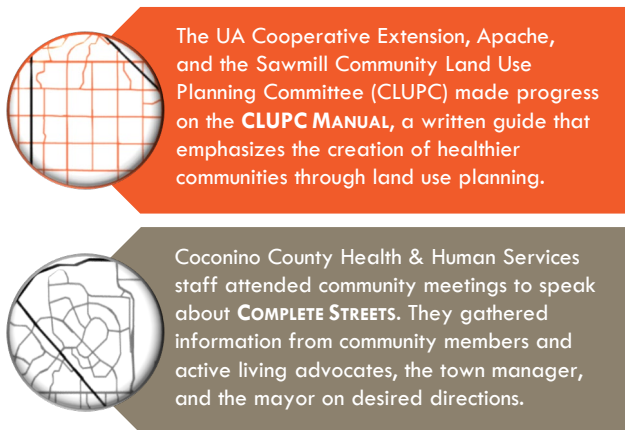 The UA Cooperative Extension, Apache,
and the Sawmill Community Land Use
Planning Committee (CLUPC) made progress
on the CLUPC MANUAL, a written guide that
emphasizes the creation of healthier
communities through land use planning.
Coconino County Health & Human Services
staff attended community meetings to speak
about COMPLETE STREETS. They gathered
information from community members and
active living advocates, the town manager,
and the mayor on desired directions.